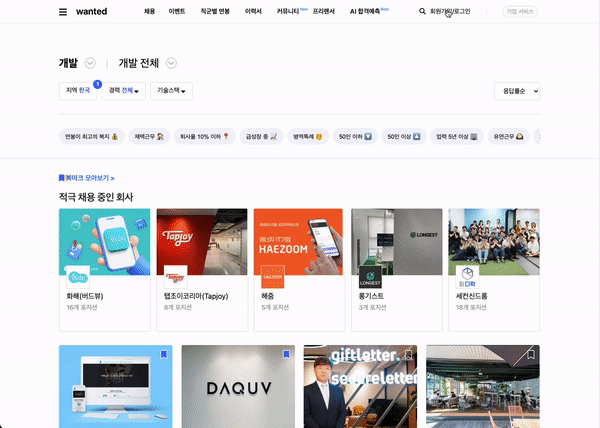 wanted 채용 이벤트 직군별 연봉 이력서 커뮤니티 New 프리랜서 AI 합격예측 Beta 회원가입/로그인 기업 서비스
개발 개발 전체
지역 한국 1 경력 전체 기술스택 응답률순
연봉이 최고의 복지 재택근무 퇴사율 10% 이하 급성장 중 병역특례 50인 이하 50인 이상 업력 5년 이상 유연근무
북마크 모아보기 >
적극 채용 중인 회사
Tapjoy
HAEZOOM
LONGEST
Tapjoy
HAEZOOM
LONGEST
화해(버드뷰) 탭조이코리아(Tapjoy) 해줌 롱기스트 세컨신드롬
16개 포지션 8개 포지션 5개 포지션 3개 포지션 18개 포지션
giftletter.
secretletter
DAQUV